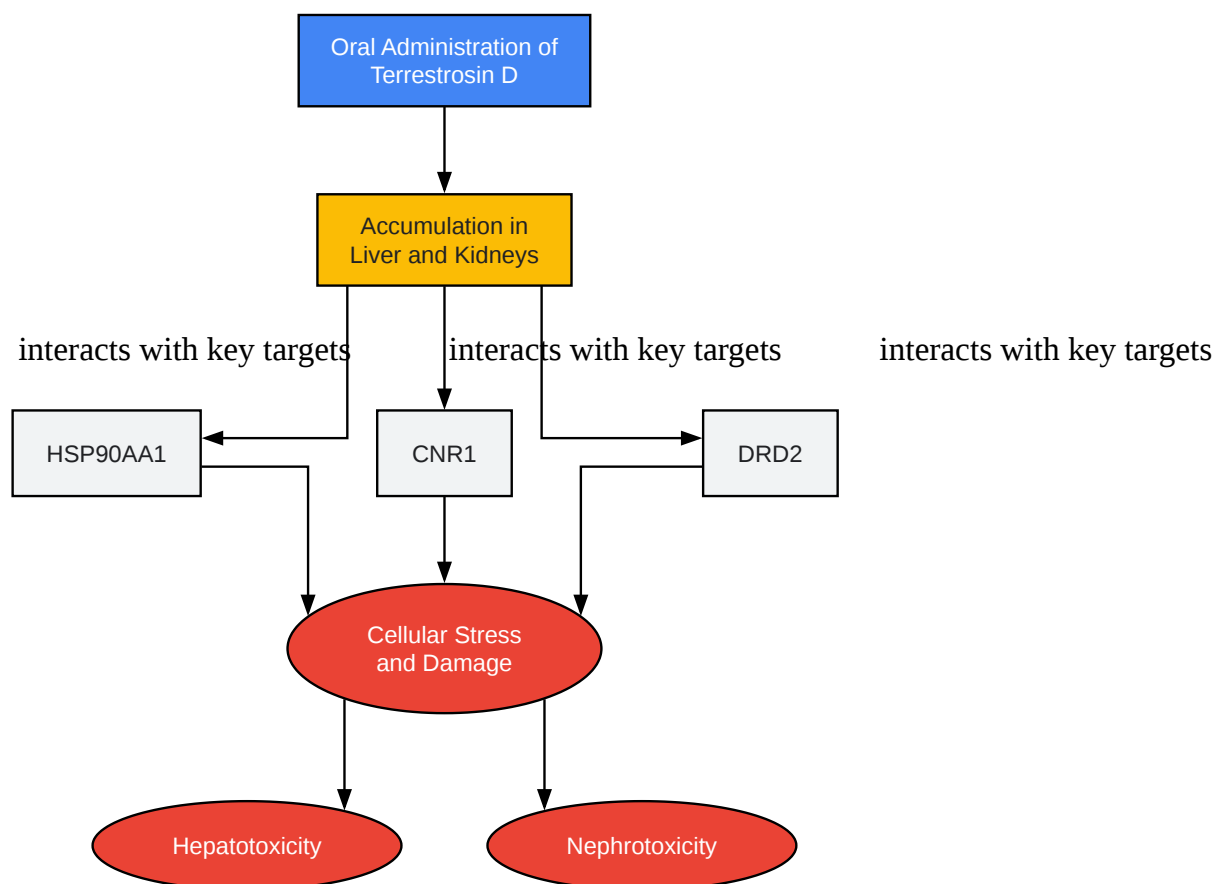 Oral Administration of
Terrestrosin D
Accumulation in
Liver and Kidneys
interacts with key targets
interacts with key targets
interacts with key targets
HSP90AA1
CNR1
DRD2
Cellular Stress
and Damage
Hepatotoxicity
Nephrotoxicity